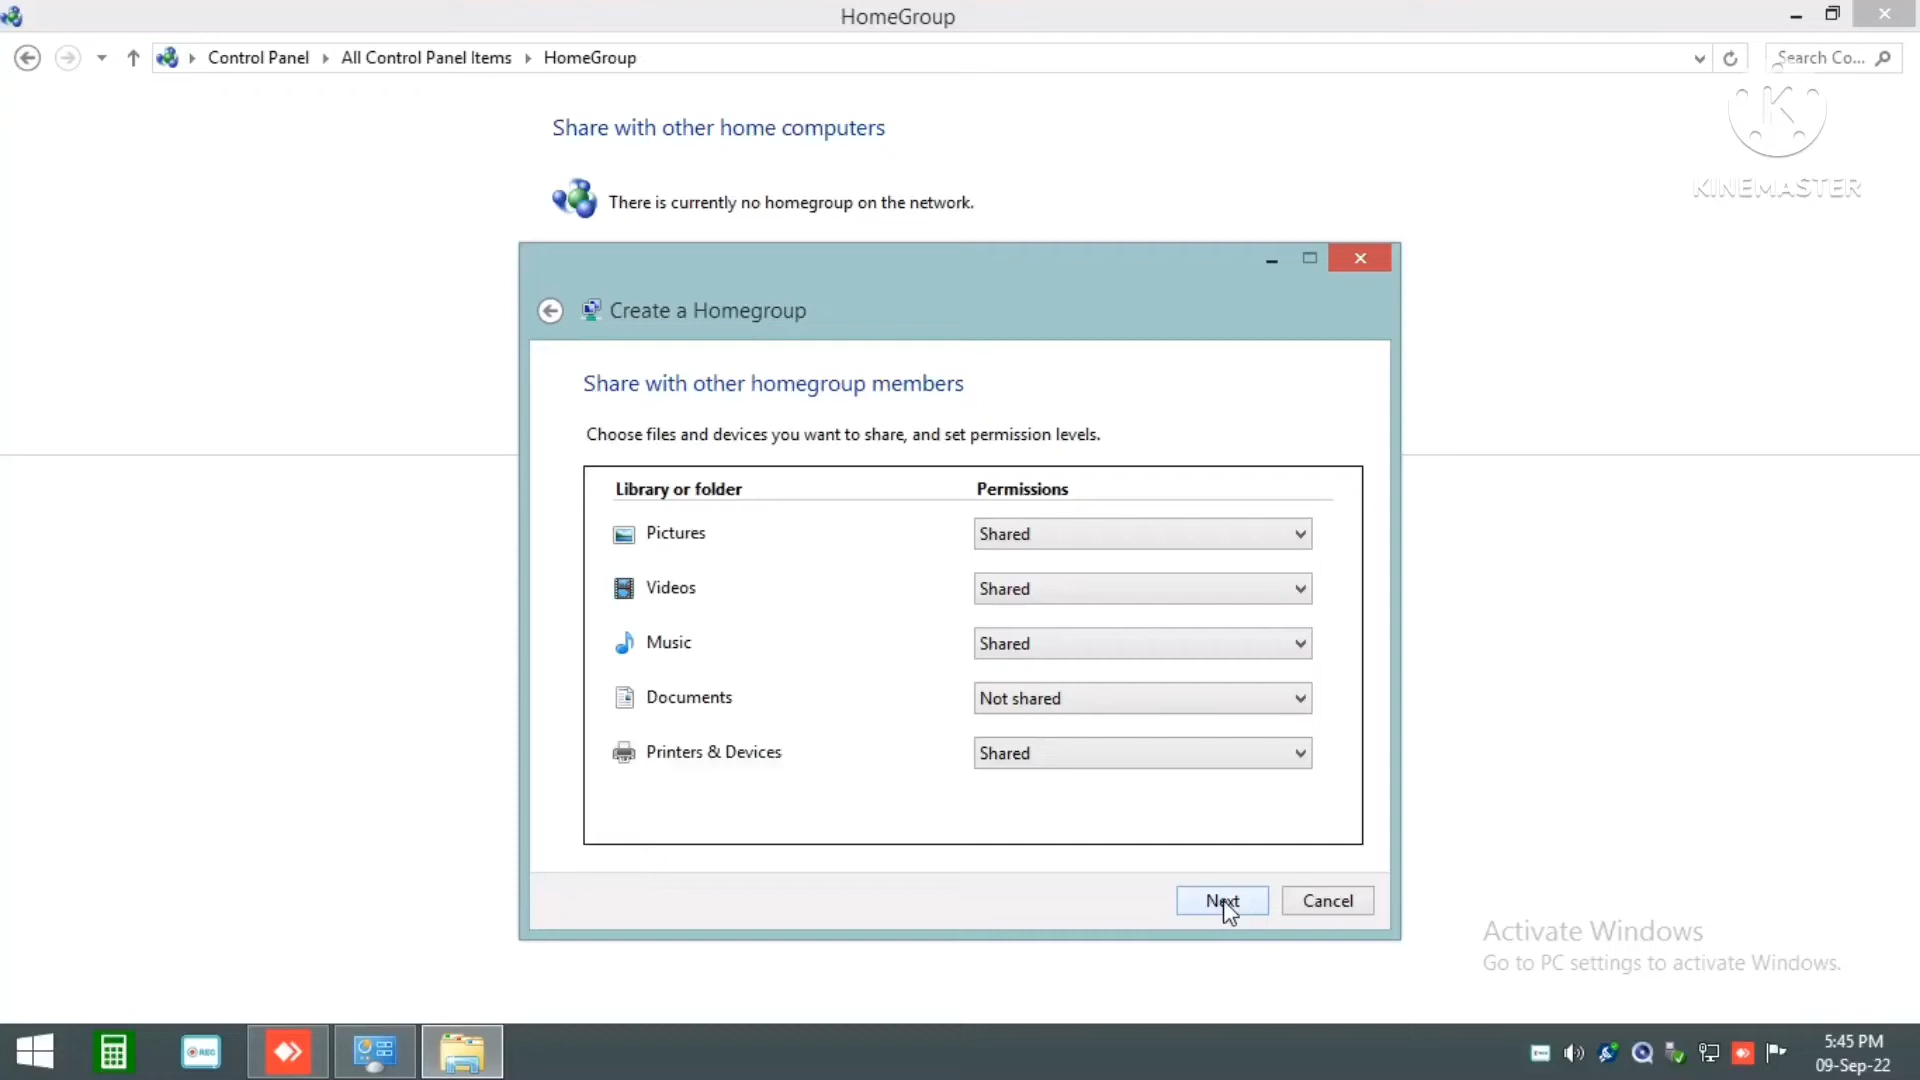 HomeGroup
Control Panel
All Control Panel Items
HomeGroup
Search Co...
KINEMASTER
Share with other home computers
There is currently no homegroup on the network.
Create a Homegroup
Share with other homegroup members
Choose files and devices you want to share, and set permission levels.
Library or folder
Permissions
Pictures
Shared
Videos
Shared
Music
Shared
Documents
Not shared
Printers & Devices
Shared
Next
Cancel
Activate Windows
Go to PC settings to activate Windows.
REC
5:45 PM
09-Sep-22